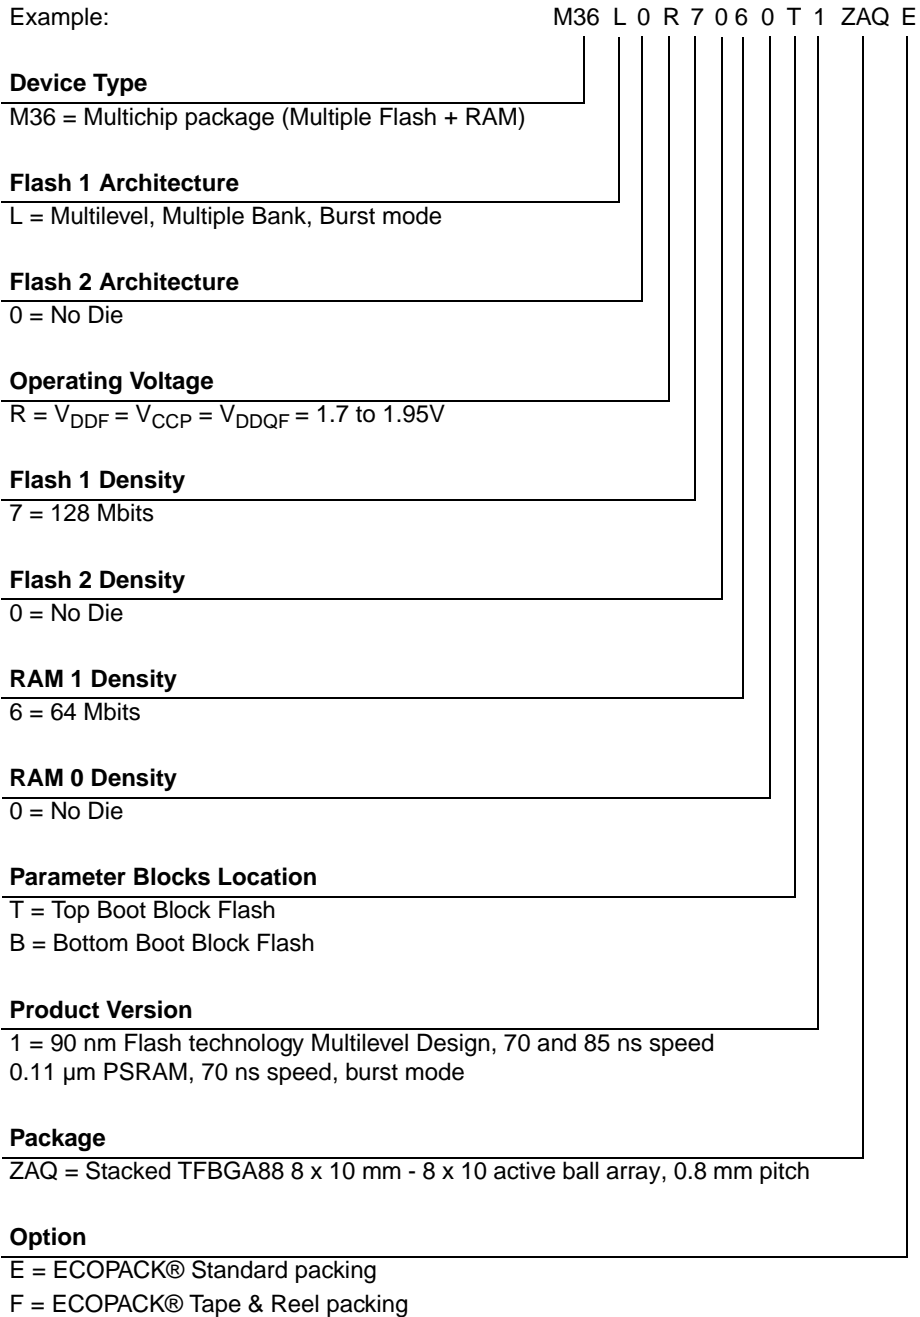 Example: M36 L 0 R 7 0 6 0 T 1 ZAQ E
Device Type
M36 = Multichip package (Multiple Flash + RAM)
Flash 1 Architecture
L = Multilevel, Multiple Bank, Burst mode
Flash 2 Architecture
0 = No Die
Operating Voltage
R = VDDF = VCCP = VDDQF = 1.7 to 1.95V
Flash 1 Density
7 = 128 Mbits
Flash 2 Density
0 = No Die
RAM 1 Density
6 = 64 Mbits
RAM 0 Density
0 = No Die
Parameter Blocks Location
T = Top Boot Block Flash
B = Bottom Boot Block Flash
Product Version
1 = 90 nm Flash technology Multilevel Design, 70 and 85 ns speed
0.11 µm PSRAM, 70 ns speed, burst mode
Package
ZAQ = Stacked TFBGA88 8 x 10 mm - 8 x 10 active ball array, 0.8 mm pitch
Option
E = ECOPACK® Standard packing
F = ECOPACK® Tape & Reel packing